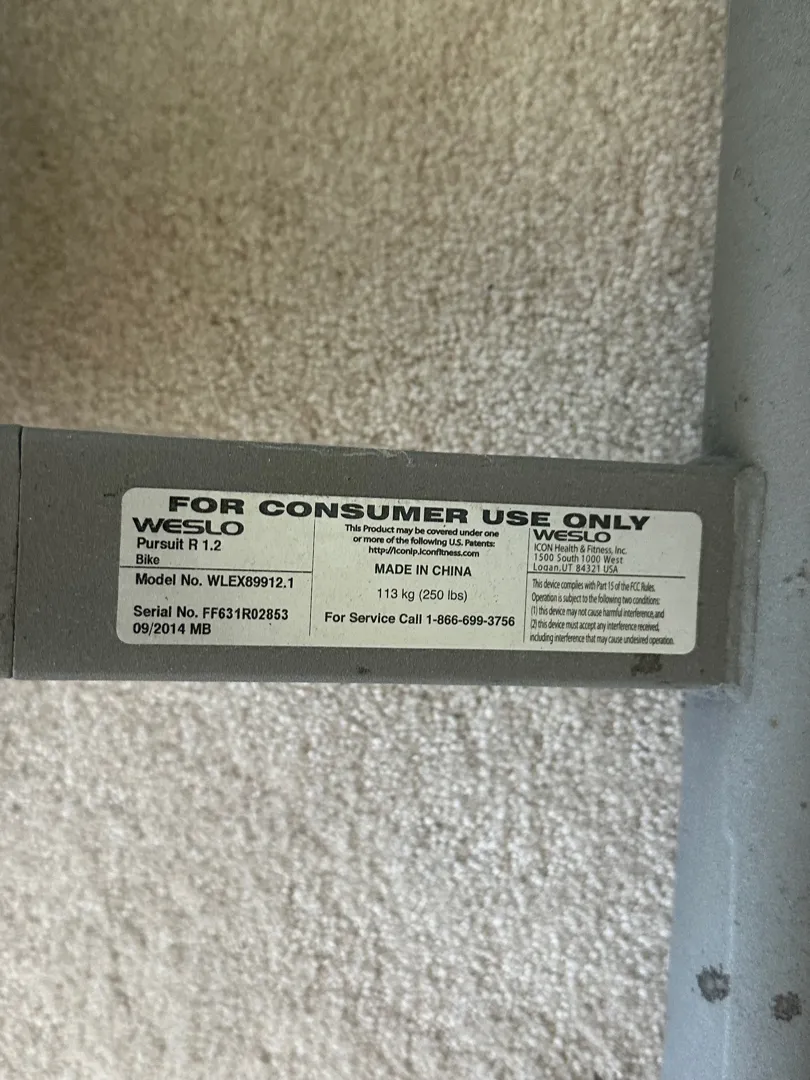 FOR CONSUMER USE ONLY
WESLO
Pursuit R 1.2
Bike
Model No. WLEX89912.1
Serial No. FF631R02853
09/2014 MB
This Product may be covered under one
or more of the following U.S. Patents:
http://iconip.iconfitness.com
MADE IN CHINA
113 kg (250 lbs)
For Service Call 1-866-699-3756
WESLO
ICON Health & Fitness, Inc.
1500 South 1000 West
Logan,UT 84321 USA
This device complies with Part 15 of the FCC Rules.
Operation is subject to the following two conditions:
(1) this device may not cause harmful interference, and
(2) this device must accept any interference received,
including interference that may cause undesired operation.